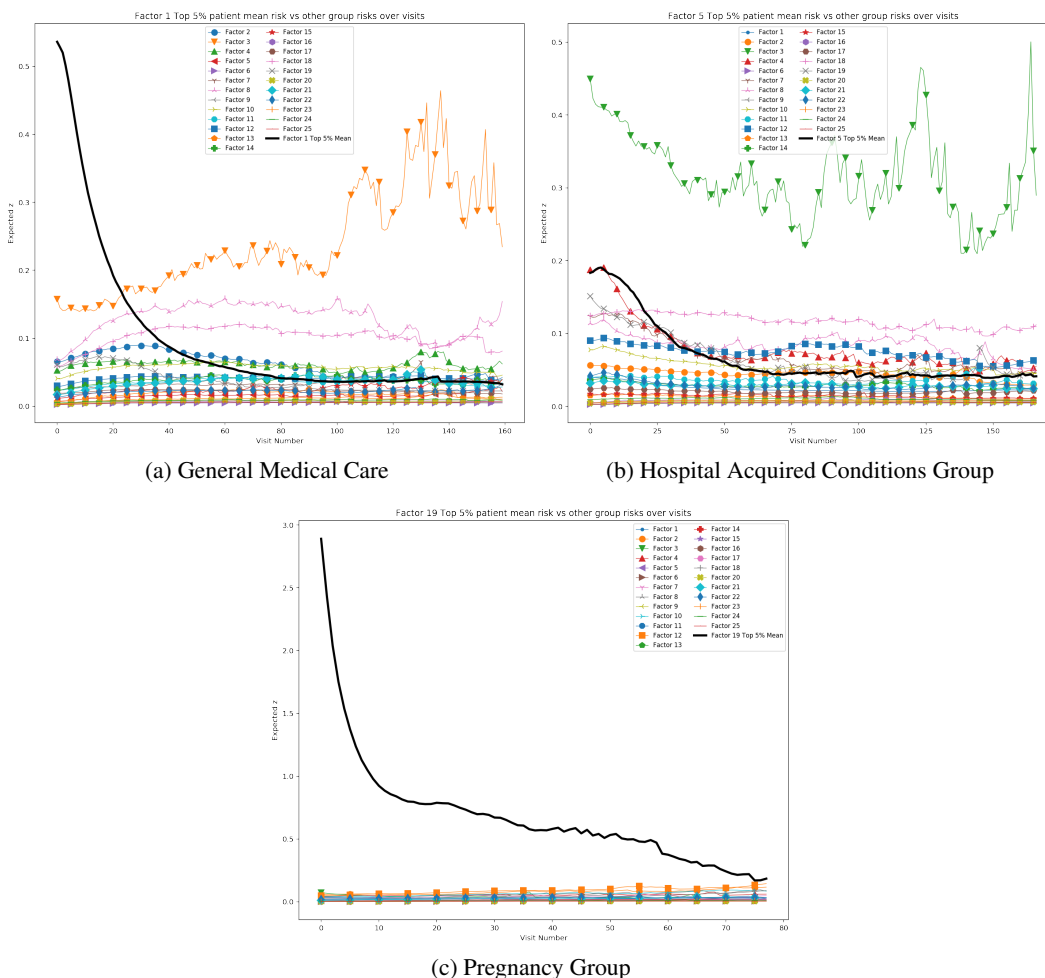 Factor 1 Top 5% patient mean risk vs other group risks over visits
Factor 2
Factor 3
Factor 4
Factor 5
Factor 6
Factor 7
Factor 8
Factor 9
Factor 10
Factor 11
Factor 12
Factor 13
Factor 14
Factor 15
Factor 16
Factor 17
Factor 18
Factor 19
Factor 20
Factor 21
Factor 22
Factor 23
Factor 24
Factor 25
Factor 1 Top 5% Mean
Expected z
0.5
0.4
0.3
0.2
0.1
0.0
0 20 40 60 80 100 120 140 160
Visit Number
(a) General Medical Care
Factor 5 Top 5% patient mean risk vs other group risks over visits
Factor 1
Factor 2
Factor 3
Factor 4
Factor 6
Factor 7
Factor 8
Factor 9
Factor 10
Factor 11
Factor 12
Factor 13
Factor 14
Factor 15
Factor 16
Factor 17
Factor 18
Factor 19
Factor 20
Factor 21
Factor 22
Factor 23
Factor 24
Factor 25
Factor 5 Top 5% Mean
Expected z
0.5
0.4
0.3
0.2
0.1
0.0
0 25 50 75 100 125 150
Visit Number
(b) Hospital Acquired Conditions Group
Factor 19 Top 5% patient mean risk vs other group risks over visits
Factor 1
Factor 2
Factor 3
Factor 4
Factor 5
Factor 6
Factor 7
Factor 8
Factor 9
Factor 10
Factor 11
Factor 12
Factor 13
Factor 14
Factor 15
Factor 16
Factor 17
Factor 18
Factor 20
Factor 21
Factor 22
Factor 23
Factor 24
Factor 25
Factor 19 Top 5% Mean
Expected z
3.0
2.5
2.0
1.5
1.0
0.5
0.0
0 10 20 30 40 50 60 70 80
Visit Number
(c) Pregnancy Group